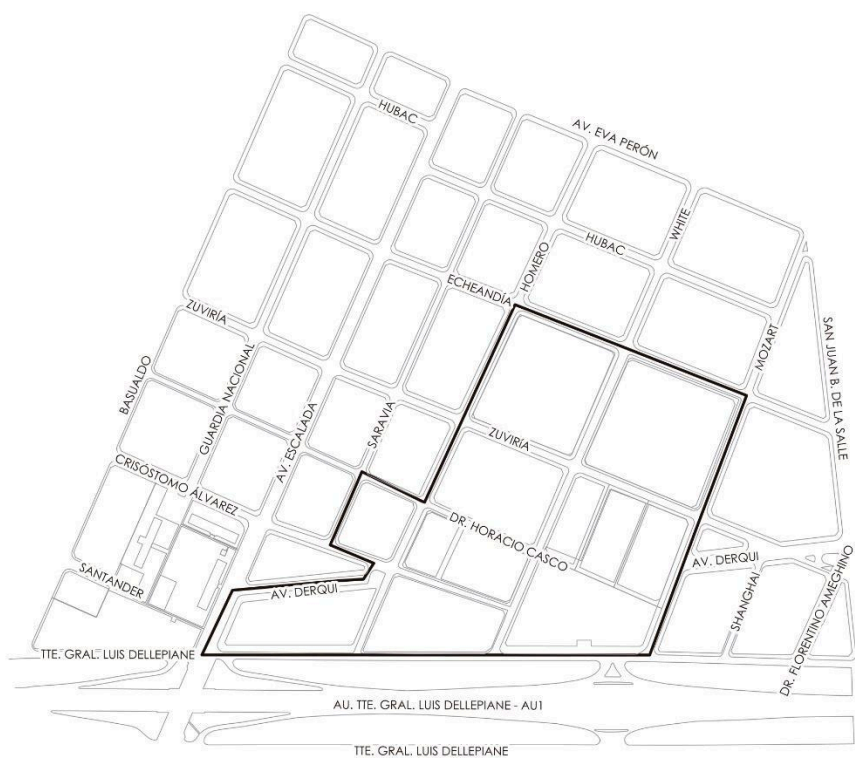 HUBAC
AV. EVA PERÓN
WHITE
HUBAC
HOMERO
ECHEANDÍA
ZUVIRÍA
MOZART
SAN JUAN B. DE LA SALLE
BASUALDO
GUARDIA NACIONAL
AV. ESCALADA
SARAVIA
ZUVIRÍA
CRISÓSTOMO ÁLVAREZ
DR. HORACIO CASCO
SANTANDER
AV. DERQUI
AV. DERQUI
SHANGHAI
DR. FLORENTINO AMEGHINO
TTE. GRAL. LUIS DELLEPIANE
AU. TTE. GRAL. LUIS DELLEPIANE - AU1
TTE. GRAL. LUIS DELLEPIANE